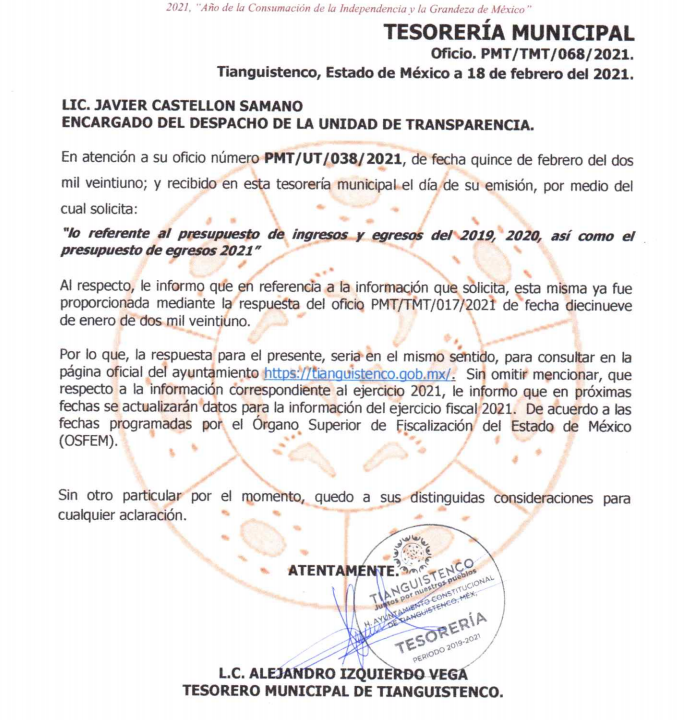 2021, "Año de la Consumación de la Independencia y la Grandeza de México"
TESORERÍA MUNICIPAL
Oficio. PMT/TMT/068/2021.
Tianguistenco, Estado de México a 18 de febrero del 2021.
LIC. JAVIER CASTELLON SAMANO
ENCARGADO DEL DESPACHO DE LA UNIDAD DE TRANSPARENCIA.
En atención a su oficio número PMT/UT/038/2021, de fecha quince de febrero del dos
mil veintiuno; y recibido en esta tesorería municipal el día de su emisión, por medio del
cual solicita:
"lo referente al presupuesto de ingresos y egresos del 2019, 2020, así como el
presupuesto de egresos 2021"
Al respecto, le informo que en referencia a la información que solicita, esta misma ya fue
proporcionada mediante la respuesta del oficio PMT/TMT/017/2021 de fecha diecinueve
de enero de dos mil veintiuno.
Por lo que, la respuesta para el presente, seria en el mismo sentido, para consultar en la
página oficial del ayuntamiento https://tianguistenco.gob.mx/. Sin omitir mencionar, que
respecto a la información correspondiente al ejercicio 2021, le informo que en próximas
fechas se actualizarán datos para la información del ejercicio fiscal 2021. De acuerdo a las
fechas programadas por el Órgano Superior de Fiscalización del Estado de México
(OSFEM).
Sin otro particular por el momento, quedo a sus distinguidas consideraciones para
cualquier aclaración.
ATENTAMENTE.
TIANGUISTENCO
Juntos por nuestros pueblos
H. AYUNTAMIENTO CONSTITUCIONAL
DE TIANGUISTENCO, MÉX.
TESORERÍA
PERIODO 2019-2021
L.C. ALEJANDRO IZQUIERDO VEGA
TESORERO MUNICIPAL DE TIANGUISTENCO.